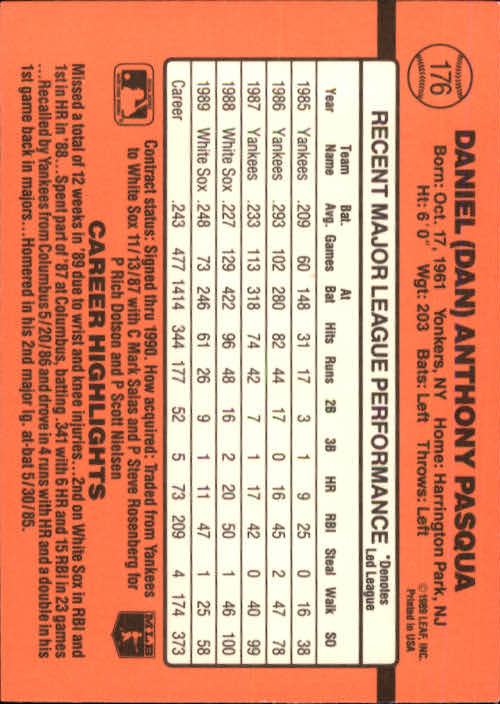 176
DANIEL (DAN) ANTHONY PASQUA
Born: Oct. 17, 1961 Yonkers, NY Home: Harrington Park, NJ
Ht: 6' 0" Wgt: 203 Bats: Left Throws: Left
© 1989 LEAF, INC.
Printed in USA
RECENT MAJOR LEAGUE PERFORMANCE
*Denotes
Led League
Team Bat. At
Year Name Avg. Games Bat Hits Runs 2B 3B HR RBI Steal Walk SO
1985 Yankees .209 60 148 31 17 3 1 9 25 0 16 38
1986 Yankees .293 102 280 82 44 17 0 16 45 2 47 78
1987 Yankees .233 113 318 74 42 7 1 17 42 0 40 99
1988 White Sox .227 129 422 96 48 16 2 20 50 1 46 100
1989 White Sox .248 73 246 61 26 9 1 11 47 1 25 58
Career .243 477 1414 344 177 52 5 73 209 4 174 373
Contract status: Signed thru 1990. How acquired: Traded from Yankees
to White Sox 11/13/87 with C Mark Salas and P Steve Rosenberg for
P Rich Dotson and P Scott Nielsen
MLB
CAREER HIGHLIGHTS
Missed a total of 12 weeks in '89 due to wrist and knee injuries...2nd on White Sox in RBI and
1st in HR in '88...Spent part of '87 at Columbus, batting .341 with 6 HR and 15 RBI in 23 games
...Recalled by Yankees from Columbus 5/20/86 and drove in 4 runs with HR and a double in his
1st game back in majors...Homered in his 2nd major lg. at-bat 5/30/85.